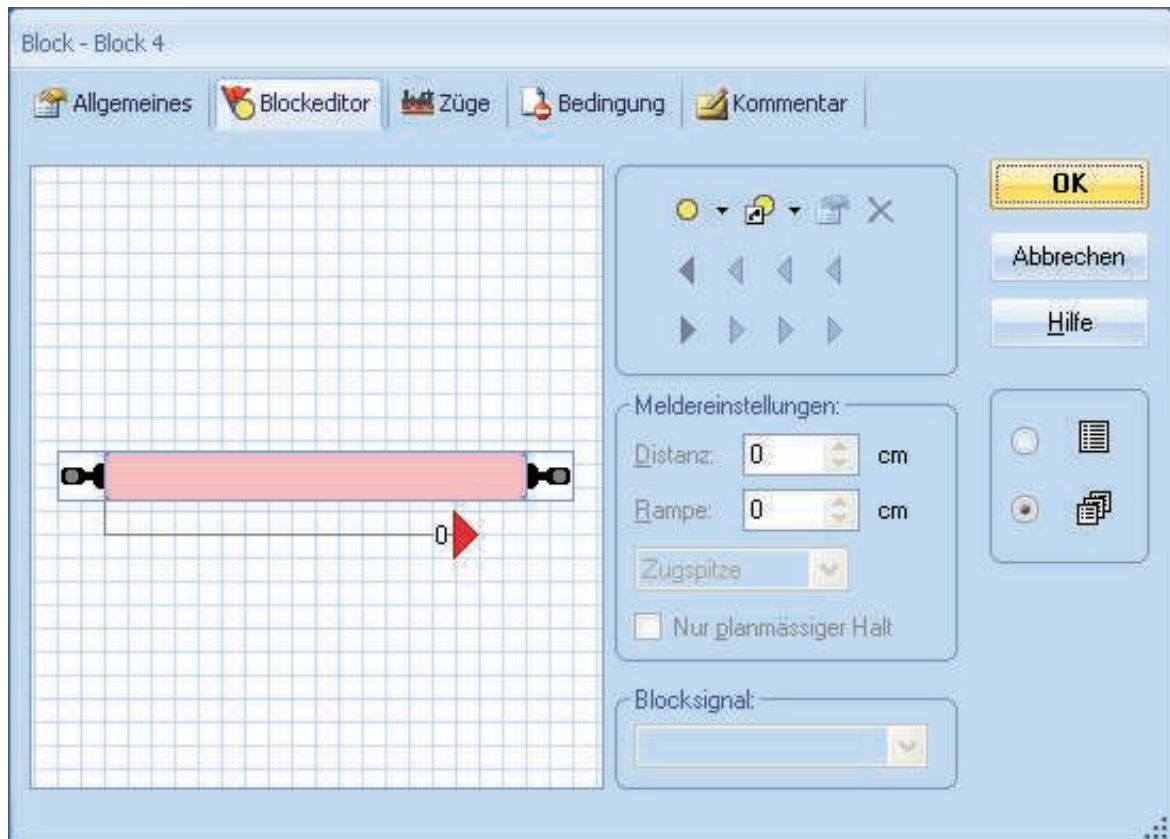 Block - Block 4
Allgemeines
Blockeditor
Züge
Bedingung
Kommentar
OK
Abbrechen
Hilfe
Meldereinstellungen:
Distanz: 0 cm
Rampe: 0 cm
Zugspitze
Nur planmässiger Halt
Blocksignal:
0